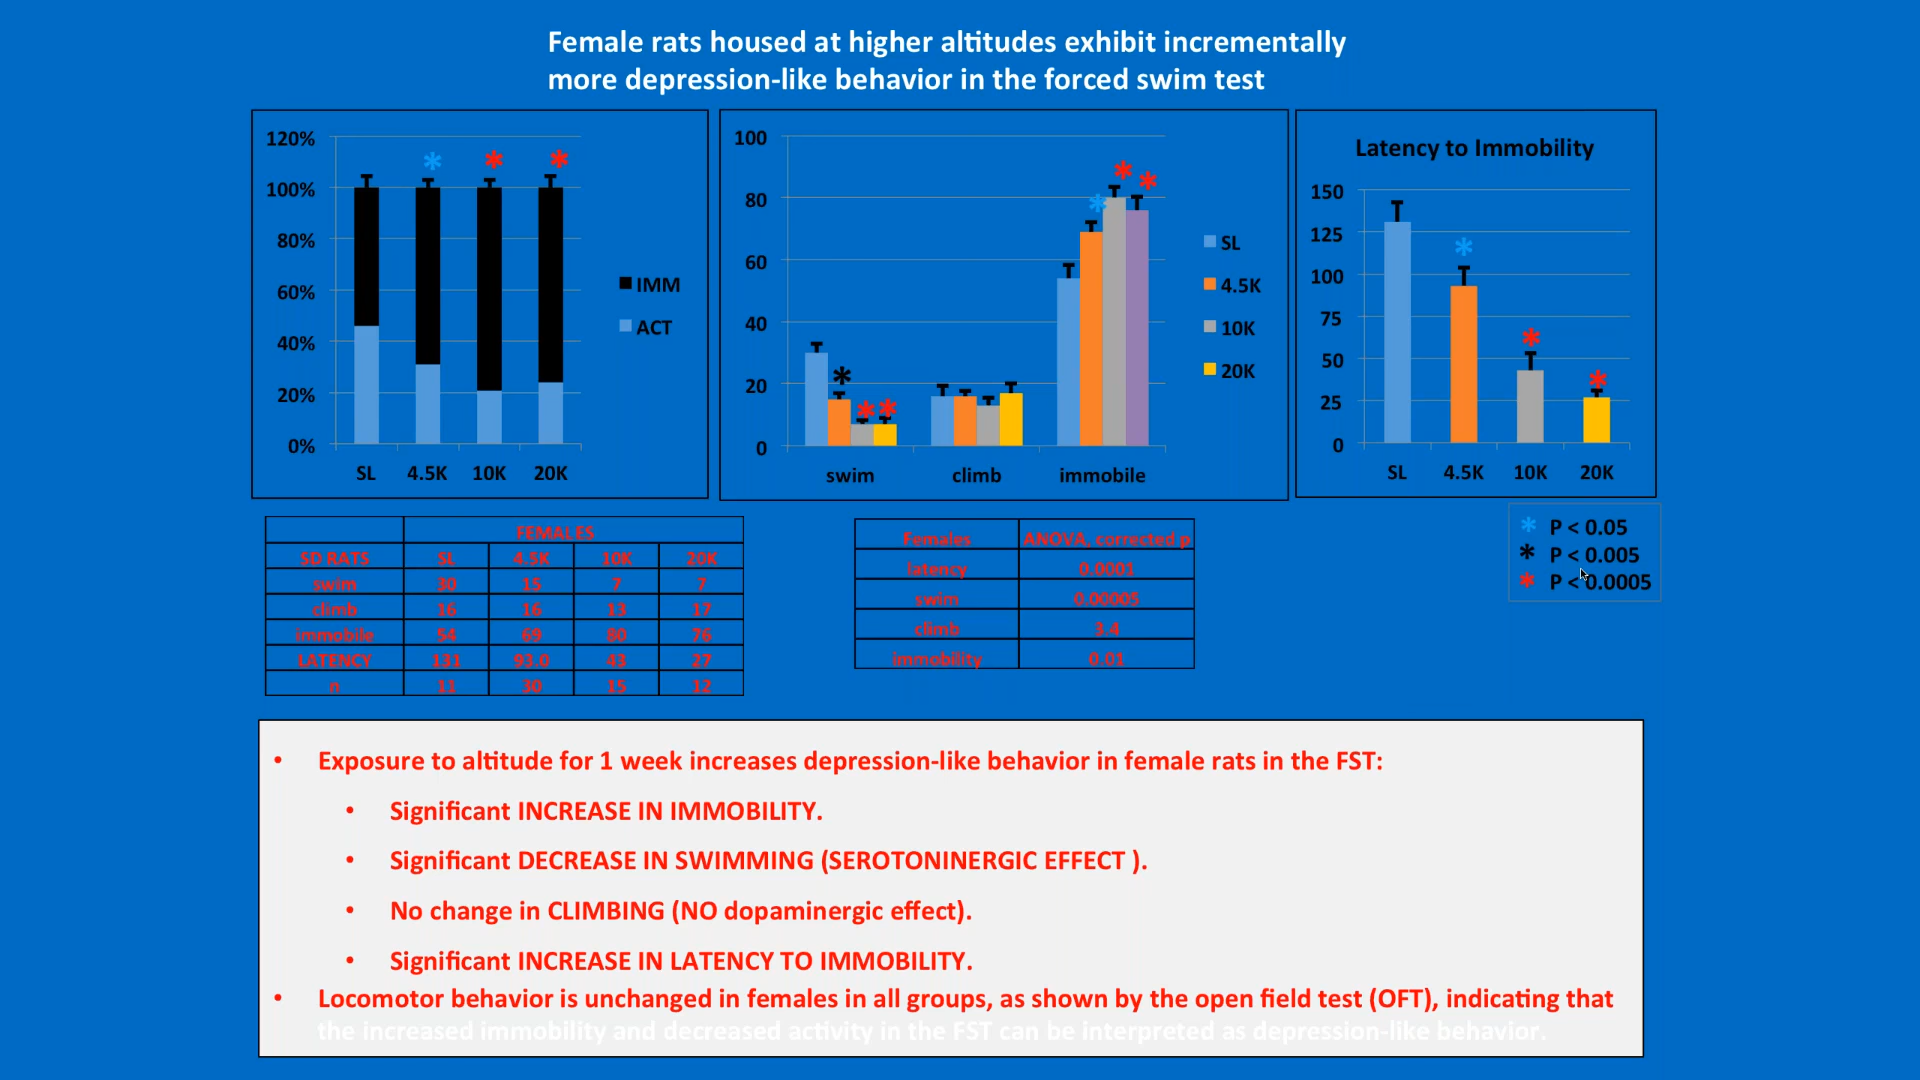 Female rats housed at higher altitudes exhibit incrementally
more depression-like behavior in the forced swim test
120%
100%
80%
60%
40%
20%
0%
* * *
SL 4.5K 10K 20K
IMM
ACT
100
80
60
40
20
0
* * *
* * *
swim climb immobile
SL
4.5K
10K
20K
Latency to Immobility
150
125
100
75
50
25
0
* * *
SL 4.5K 10K 20K
* P < 0.05
* P < 0.005
* P < 0.0005
FEMALES
SD RATS SL 4.5K 10K 20K
swim 30 15 7 7
climb 16 16 13 17
immobile 54 69 80 76
LATENCY 131 93.0 43 27
n 11 30 15 12
Females ANOVA, corrected p
latency 0.0001
swim 0.00005
climb 3.4
immobility 0.01
• Exposure to altitude for 1 week increases depression-like behavior in female rats in the FST:
• Significant INCREASE IN IMMOBILITY.
• Significant DECREASE IN SWIMMING (SEROTONINERGIC EFFECT ).
• No change in CLIMBING (NO dopaminergic effect).
• Significant INCREASE IN LATENCY TO IMMOBILITY.
• Locomotor behavior is unchanged in females in all groups, as shown by the open field test (OFT), indicating that
the increased immobility and decreased activity in the FST can be interpreted as depression-like behavior.